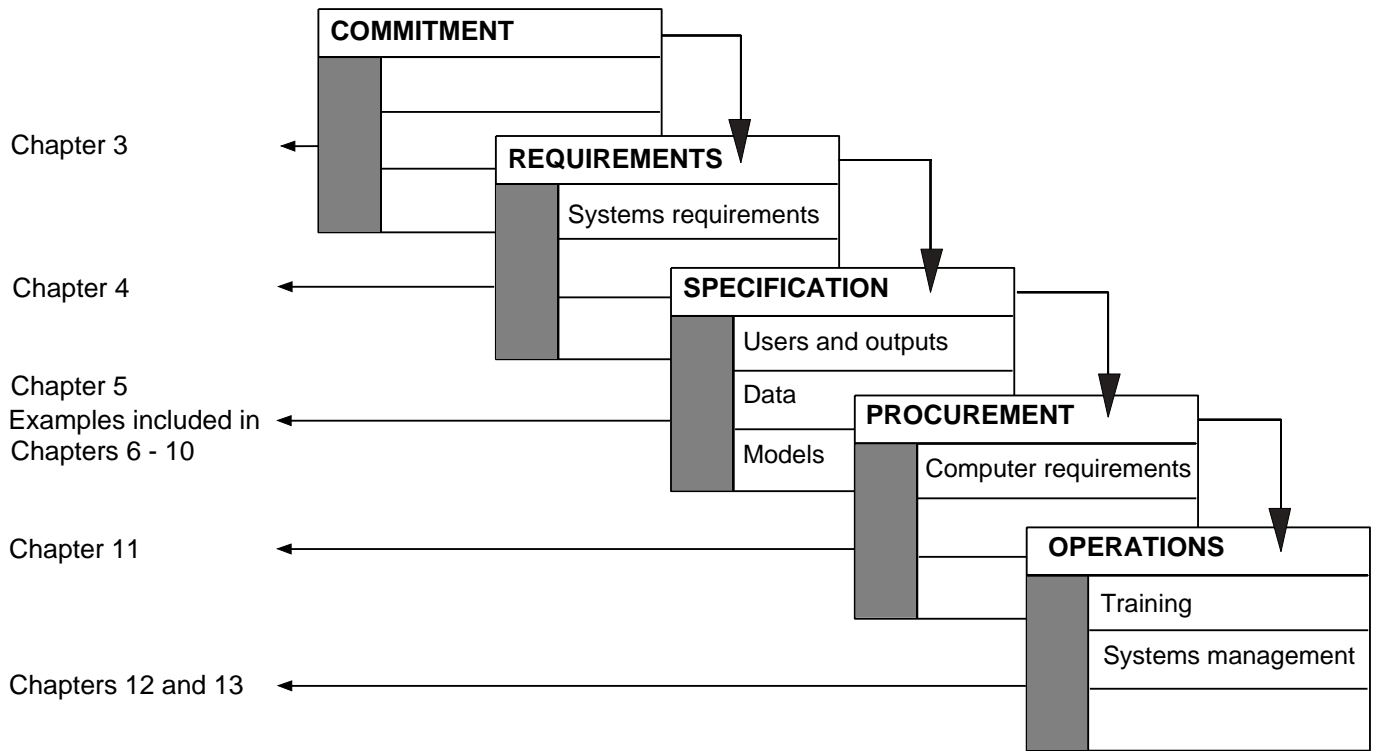 COMMITMENT
Chapter 3
REQUIREMENTS
Systems requirements
Chapter 4
SPECIFICATION
Users and outputs
Data
Models
Chapter 5
Examples included in
Chapters 6 - 10
PROCUREMENT
Computer requirements
Chapter 11
OPERATIONS
Training
Systems management
Chapters 12 and 13